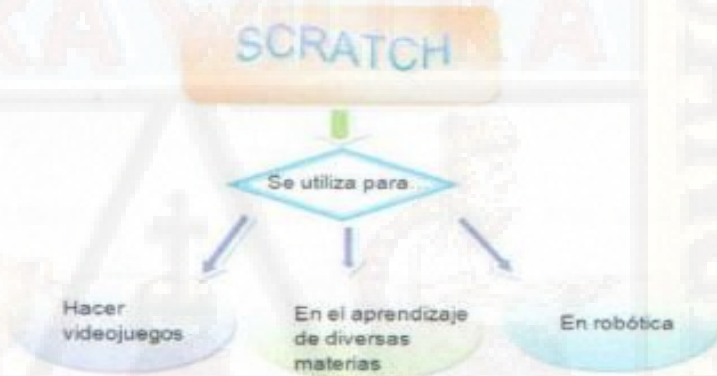 SCRATCH
Se utiliza para...
Hacer
videojuegos
En el aprendizaje
de diversas
materias
En robótica